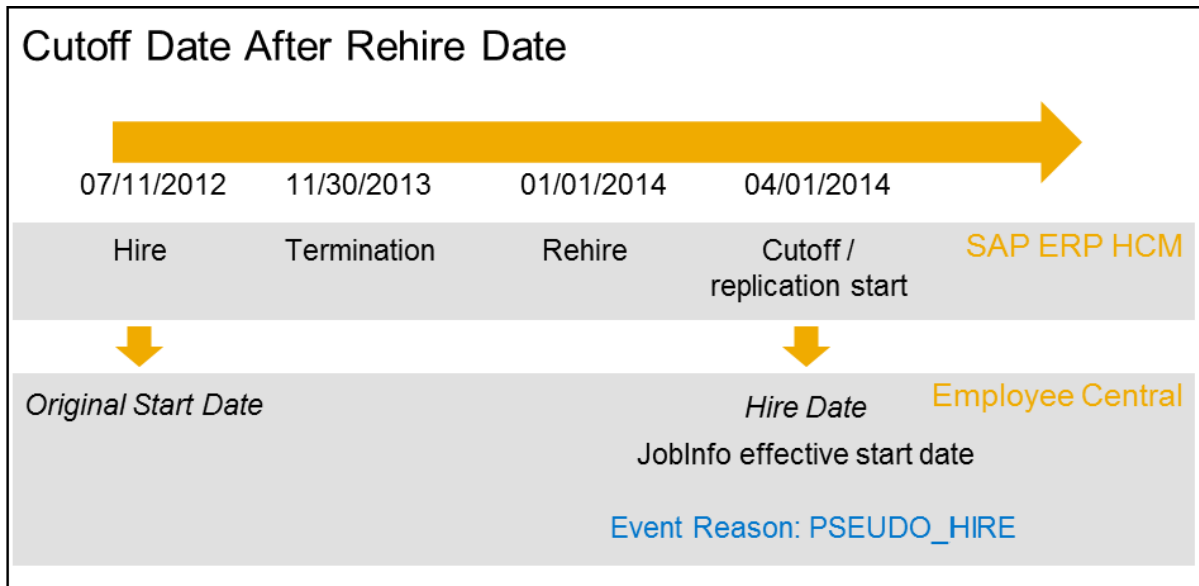 Cutoff Date After Rehire Date
07/11/2012 11/30/2013 01/01/2014 04/01/2014
Hire Termination Rehire Cutoff / SAP ERP HCM
replication start
Original Start Date Hire Date Employee Central
JobInfo effective start date
Event Reason: PSEUDO_HIRE